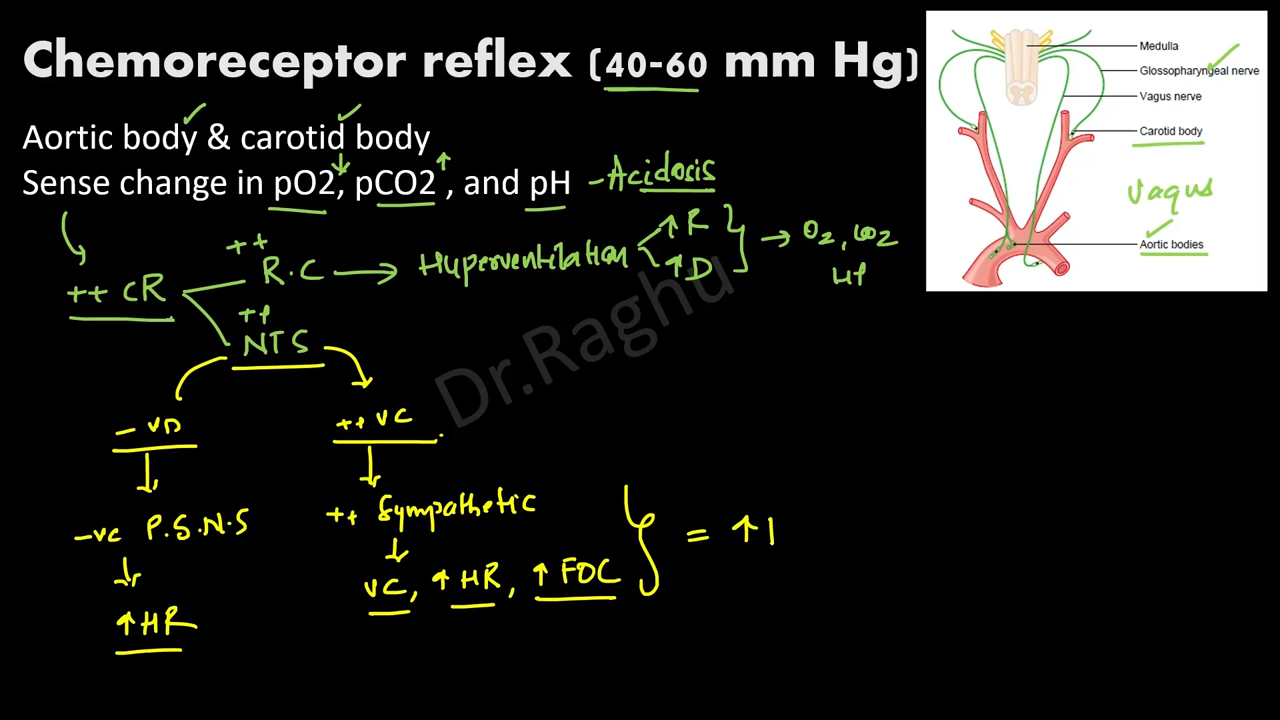 Chemoreceptor reflex (40-60 mm Hg)
Aortic body & carotid body
Sense change in pO2↓, pCO2↑, and pH - Acidosis
++ CR
++
R.C → Hyperventilation
↑R
↑D
→ O2, CO2
++
NTS
- VD
++ VC
-ve P.S.N.S
++ Sympathetic
↑HR
VC, ↑HR, ↑FOC
= ↑
Medulla
Glossopharyngeal nerve
Vagus nerve
Carotid body
Vagus
Aortic bodies
Dr.Raghu